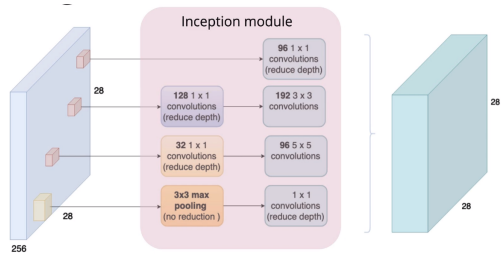 Inception module
96 1 x 1
convolutions
(reduce depth)
28
128 1 x 1
convolutions
(reduce depth)
192 3 x 3
convolutions
32 1 x 1
convolutions
(reduce depth)
96 5 x 5
convolutions
3x3 max
pooling
(no reduction )
1 x 1
convolutions
(reduce depth)
28
256
28
28